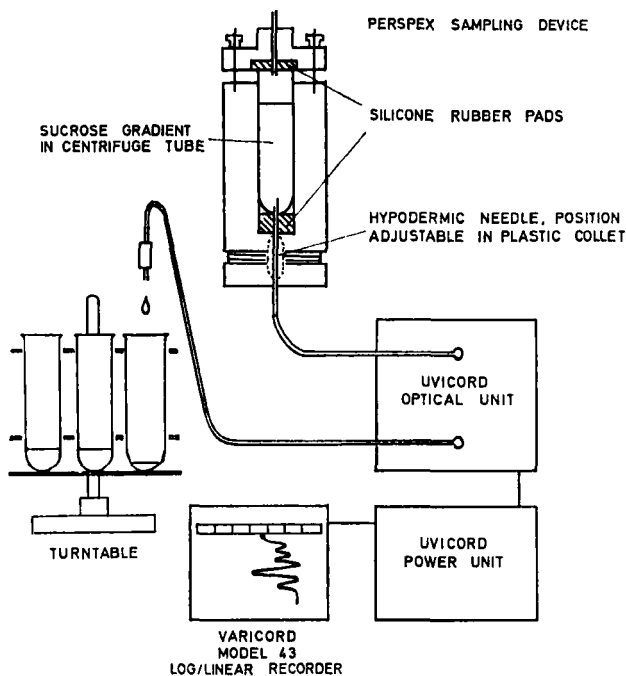 PERSPEX SAMPLING DEVICE
SILICONE RUBBER PADS
SUCROSE GRADIENT
IN CENTRIFUGE TUBE
HYPODERMIC NEEDLE, POSITION
ADJUSTABLE IN PLASTIC COLLET
UVICORD
OPTICAL UNIT
TURNTABLE
UVICORD
POWER UNIT
VARICORD
MODEL 43
LOG/LINEAR RECORDER